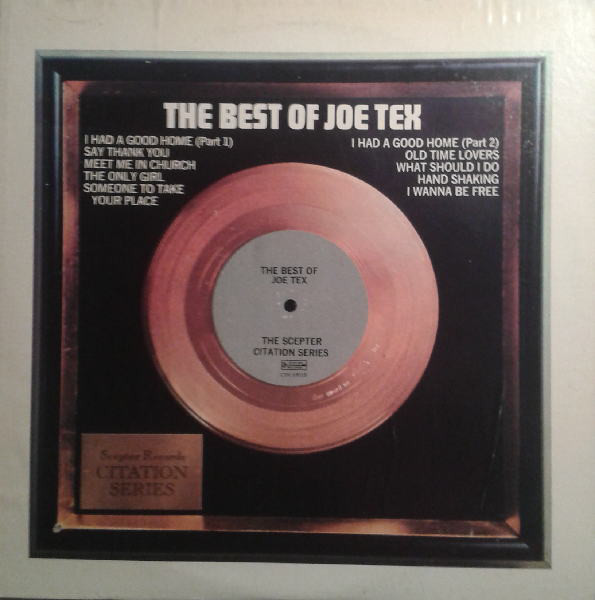 THE BEST OF JOE TEX
I HAD A GOOD HOME (Part 1)
SAY THANK YOU
MEET ME IN CHURCH
THE ONLY GIRL
SOMEONE TO TAKE
YOUR PLACE
I HAD A GOOD HOME (Part 2)
OLD TIME LOVERS
WHAT SHOULD I DO
HAND SHAKING
I WANNA BE FREE
THE BEST OF
JOE TEX
THE SCEPTER
CITATION SERIES
Scepter Records
CITATION
SERIES